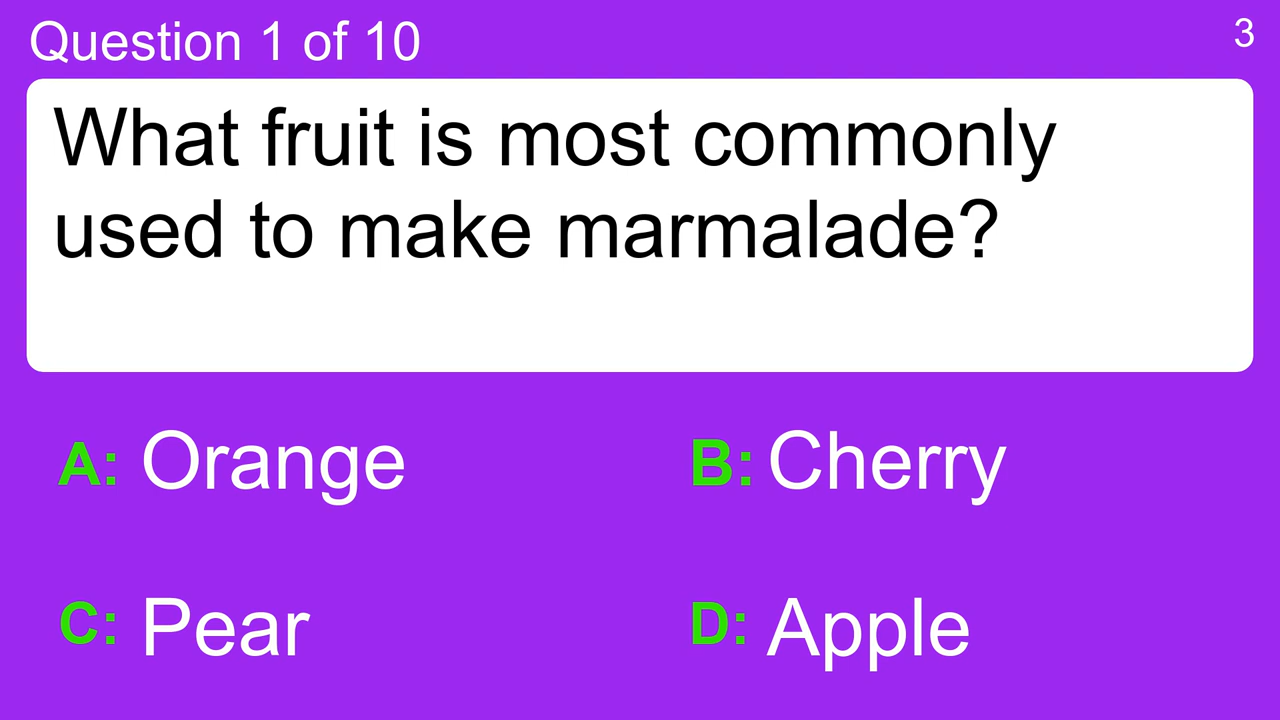 Question 1 of 10
3
What fruit is most commonly
used to make marmalade?
A: Orange
B: Cherry
C: Pear
D: Apple